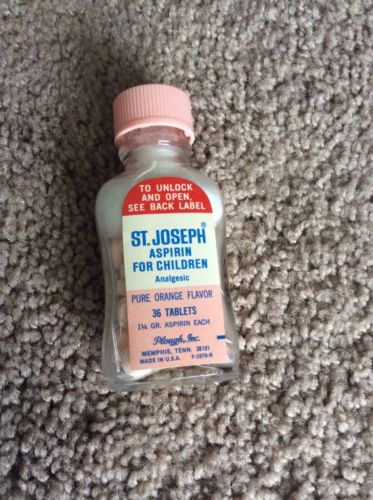 TO UNLOCK
AND OPEN,
SEE BACK LABEL
ST. JOSEPH®
ASPIRIN
FOR CHILDREN
Analgesic
PURE ORANGE FLAVOR
36 TABLETS
1¼ GR. ASPIRIN EACH
Plough, Inc.
MEMPHIS, TENN. 38101
MADE IN U.S.A. F-2079-B